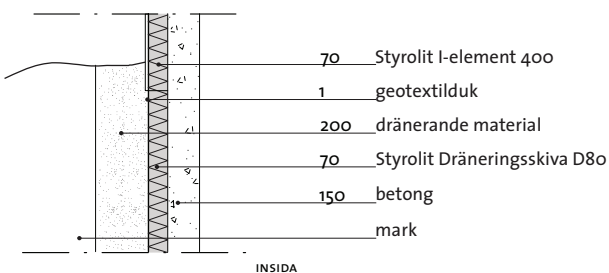 70 Styrolit I-element 400
1 geotextilduk
200 dränerande material
70 Styrolit Dräneringsskiva D80
150 betong
mark
INSIDA